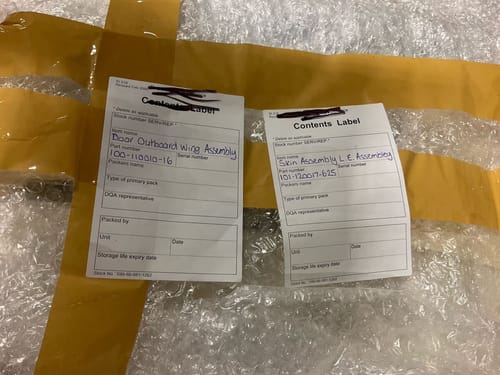 Contents Label
* Delete as applicable
Stock number SERV/REF *
Item name
Door Outboard Wing Assembly
Part number Serial number
100-110010-16
Packers name
Type of primary pack
DQA representative
Packed by
Unit Date
Storage life expiry date
Contents Label
* Delete as applicable
Stock number SERV/REF *
Item name
Skin Assembly L.E. Assembly
Part number Serial number
101-120017-625
Packers name
Type of primary pack
DQA representative
Packed by
Unit Date
Storage life expiry date